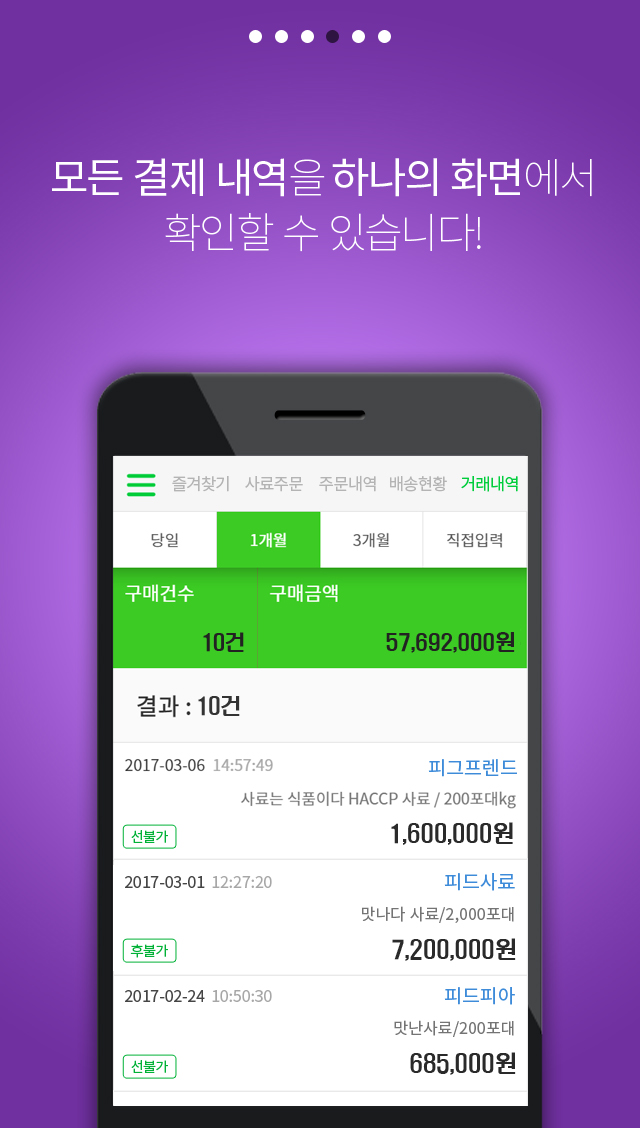 모든 결제 내역을 하나의 화면에서
확인할 수 있습니다!
즐겨찾기 사료주문 주문내역 배송현황 거래내역
당일 1개월 3개월 직접입력
구매건수 구매금액
10건 57,692,000원
결과 : 10건
2017-03-06 14:57:49 피그프렌드
사료는 식품이다 HACCP 사료 / 200포대kg
선불가 1,600,000원
2017-03-01 12:27:20 피드사료
맛나다 사료/2,000포대
후불가 7,200,000원
2017-02-24 10:50:30 피드피아
맛난사료/200포대
선불가 685,000원